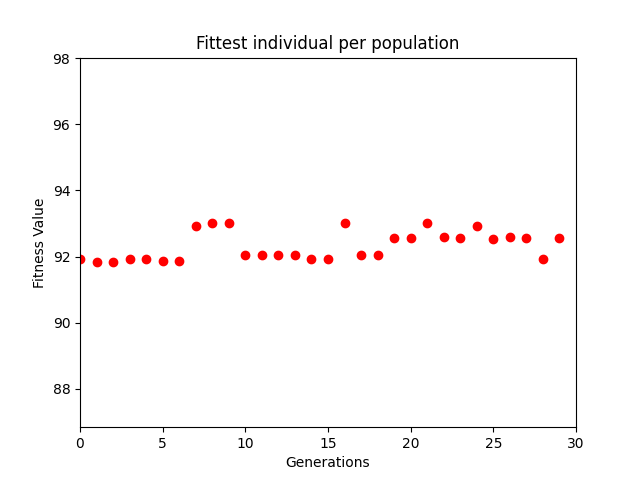 Fittest individual per population
98
96
94
92
90
88
Fitness Value
0 5 10 15 20 25 30
Generations